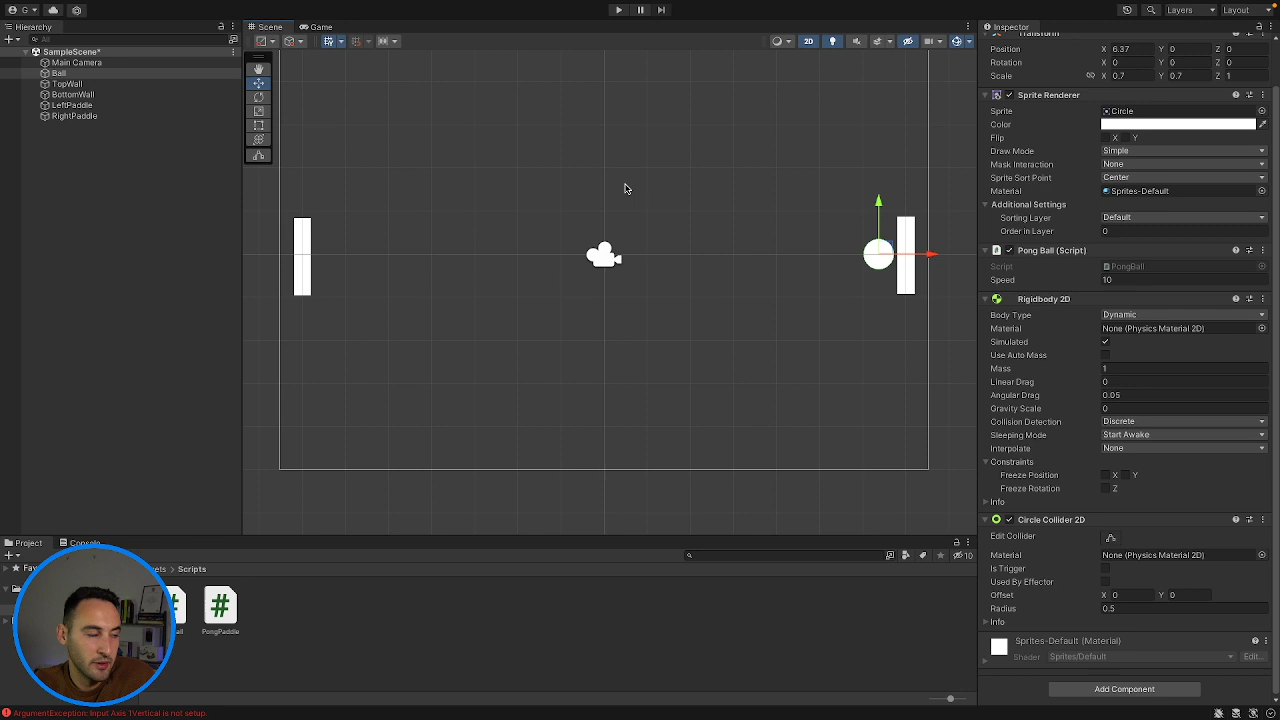 G
Layers
Layout
Hierarchy
Scene
Game
Inspector
All
2D
SampleScene*
Main Camera
Ball
TopWall
BottomWall
LeftPaddle
RightPaddle
Transform
Position X 6.37 Y 0 Z 0
Rotation X 0 Y 0 Z 0
Scale X 0.7 Y 0.7 Z 1
Sprite Renderer
Sprite Circle
Color
Flip X Y
Draw Mode Simple
Mask Interaction None
Sprite Sort Point Center
Material Sprites-Default
Additional Settings
Sorting Layer Default
Order in Layer 0
# Pong Ball (Script)
Script PongBall
Speed 10
Rigidbody 2D
Body Type Dynamic
Material None (Physics Material 2D)
Simulated
Use Auto Mass
Mass 1
Linear Drag 0
Angular Drag 0.05
Gravity Scale 0
Collision Detection Discrete
Sleeping Mode Start Awake
Interpolate None
Constraints
Freeze Position X Y
Freeze Rotation Z
Info
Circle Collider 2D
Edit Collider
Material None (Physics Material 2D)
Is Trigger
Used By Effector
Offset X 0 Y 0
Radius 0.5
Info
Sprites-Default (Material)
Shader Sprites/Default Edit...
Add Component
Project
Console
10
Scripts
#
PongPaddle
ArgumentException: Input Axis 1Vertical is not setup.